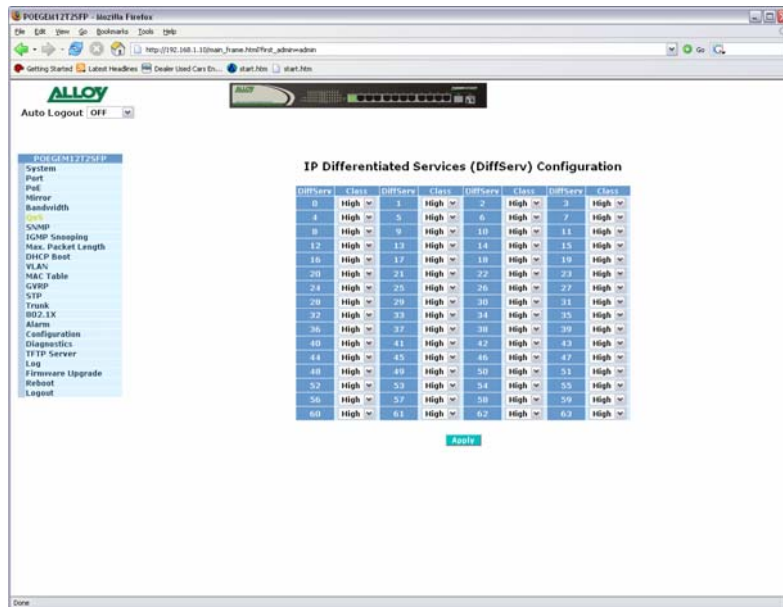 POEGEM12T2SFP - Mozilla Firefox
File Edit View Go Bookmarks Tools Help
http://192.168.1.10/main_frame.html?first_admin=admin
Go
Getting Started Latest Headlines Dealer Used Cars En... start.htm start.htm
ALLOY
ALLOY
Auto Logout OFF
POEGEM12T2SFP
System
Port
PoE
Mirror
Bandwidth
QoS
SNMP
IGMP Snooping
Max. Packet Length
DHCP Boot
VLAN
MAC Table
GVRP
STP
Trunk
802.1X
Alarm
Configuration
Diagnostics
TFTP Server
Log
Firmware Upgrade
Reboot
Logout
IP Differentiated Services (DiffServ) Configuration
DiffServ Class DiffServ Class DiffServ Class DiffServ Class
0 High 1 High 2 High 3 High
4 High 5 High 6 High 7 High
8 High 9 High 10 High 11 High
12 High 13 High 14 High 15 High
16 High 17 High 18 High 19 High
20 High 21 High 22 High 23 High
24 High 25 High 26 High 27 High
28 High 29 High 30 High 31 High
32 High 33 High 34 High 35 High
36 High 37 High 38 High 39 High
40 High 41 High 42 High 43 High
44 High 45 High 46 High 47 High
48 High 49 High 50 High 51 High
52 High 53 High 54 High 55 High
56 High 57 High 58 High 59 High
60 High 61 High 62 High 63 High
Apply
Done